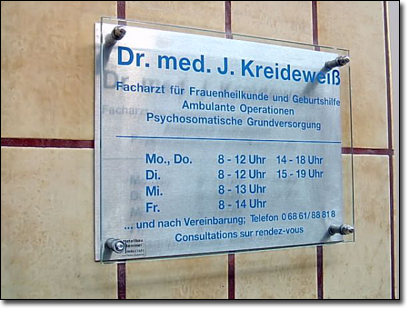 Dr. med. J. Kreideweiß
Facharzt für Frauenheilkunde und Geburtshilfe
Ambulante Operationen
Psychosomatische Grundversorgung
Mo., Do. 8 - 12 Uhr 14 - 18 Uhr
Di. 8 - 12 Uhr 15 - 19 Uhr
Mi. 8 - 13 Uhr
Fr. 8 - 14 Uhr
... und nach Vereinbarung; Telefon 0 68 61/88 81 8
Consultations sur rendez-vous